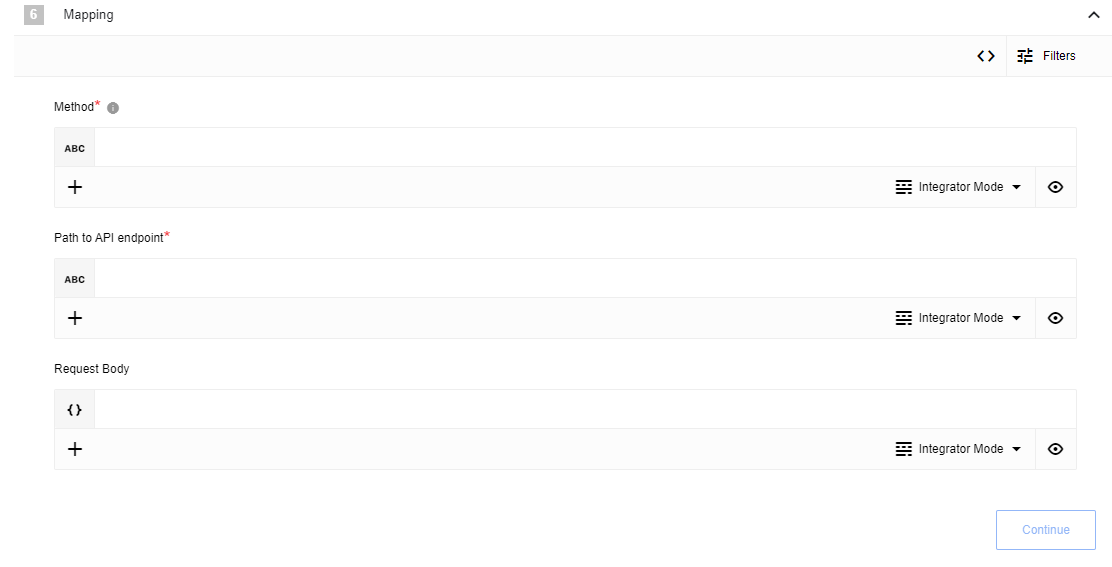 6 Mapping
Filters
Method*
ABC
Integrator Mode
Path to API endpoint*
ABC
Integrator Mode
Request Body
{}
Integrator Mode
Continue